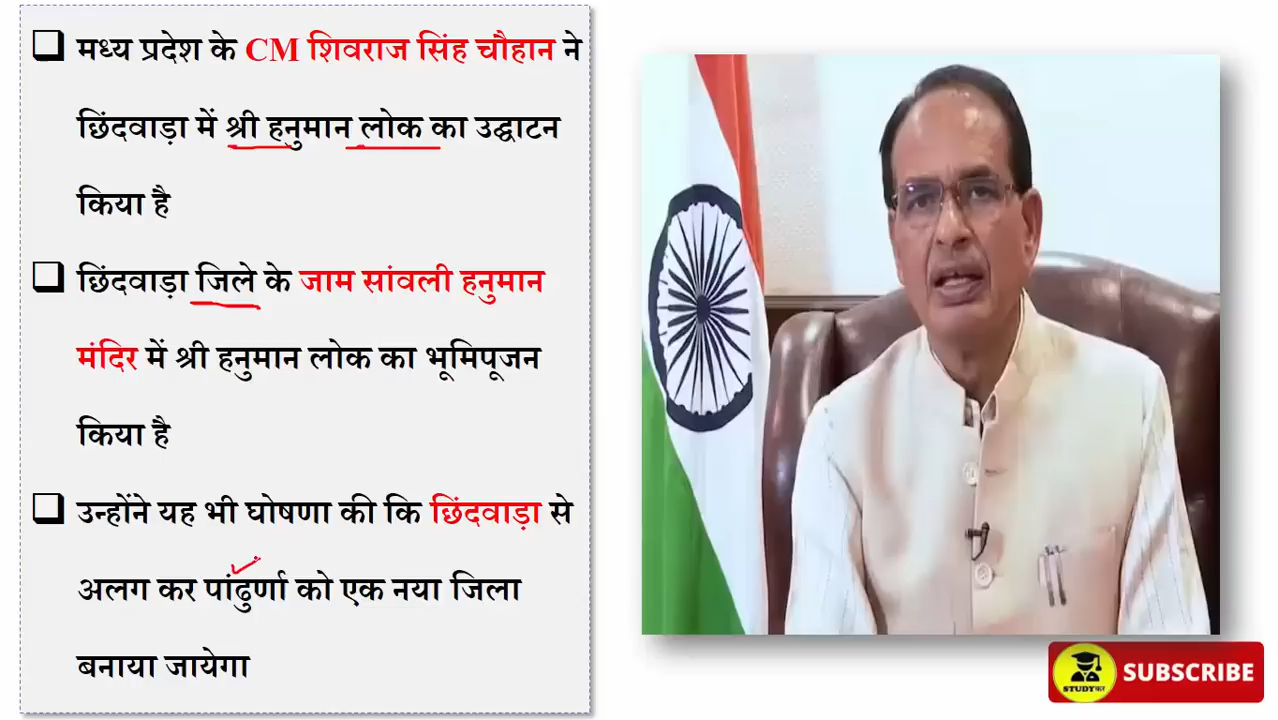 मध्य प्रदेश के CM शिवराज सिंह चौहान ने
छिंदवाड़ा में श्री हनुमान लोक का उद्घाटन
किया है
छिंदवाड़ा जिले के जाम सांवली हनुमान
मंदिर में श्री हनुमान लोक का भूमिपूजन
किया है
उन्होंने यह भी घोषणा की कि छिंदवाड़ा से
अलग कर पांढुर्णा को एक नया जिला
बनाया जायेगा
STUDYकर
SUBSCRIBE